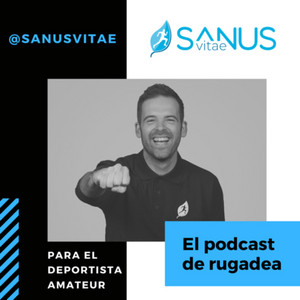 @SANUSVITAE
SANUS
vitae
PARA EL
DEPORTISTA
AMATEUR
El podcast
de rugadea